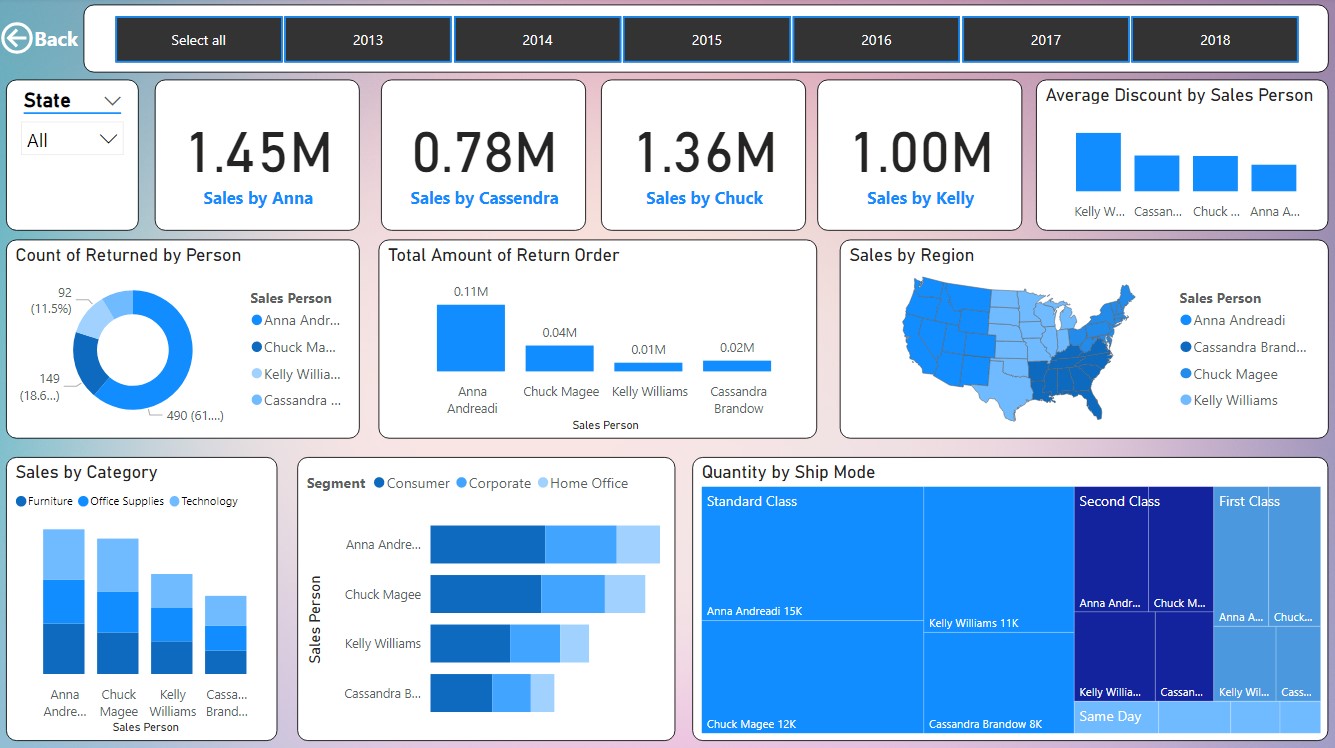 Back
Select all
2013
2014
2015
2016
2017
2018
State
All
1.45M
Sales by Anna
0.78M
Sales by Cassendra
1.36M
Sales by Chuck
1.00M
Sales by Kelly
Average Discount by Sales Person
Kelly W...
Cassan...
Chuck ...
Anna A...
Count of Returned by Person
92
(11.5%)
149
(18.6...)
490 (61....)
Sales Person
Anna Andr...
Chuck Ma...
Kelly Willia...
Cassandra ...
Total Amount of Return Order
0.11M
0.04M
0.01M
0.02M
Anna
Andreadi
Chuck Magee
Kelly Williams
Cassandra
Brandow
Sales Person
Sales by Region
Sales Person
Anna Andreadi
Cassandra Brand...
Chuck Magee
Kelly Williams
Sales by Category
Furniture
Office Supplies
Technology
Anna
Andre...
Chuck
Magee
Kelly
Williams
Cassa...
Brand...
Sales Person
Segment
Consumer
Corporate
Home Office
Sales Person
Anna Andre...
Chuck Magee
Kelly Williams
Cassandra B...
Quantity by Ship Mode
Standard Class
Anna Andreadi 15K
Chuck Magee 12K
Kelly Williams 11K
Cassandra Brandow 8K
Second Class
Anna Andr...
Chuck M...
Kelly Willia...
Cassan...
First Class
Anna A...
Chuck...
Kelly Wil...
Cass...
Same Day